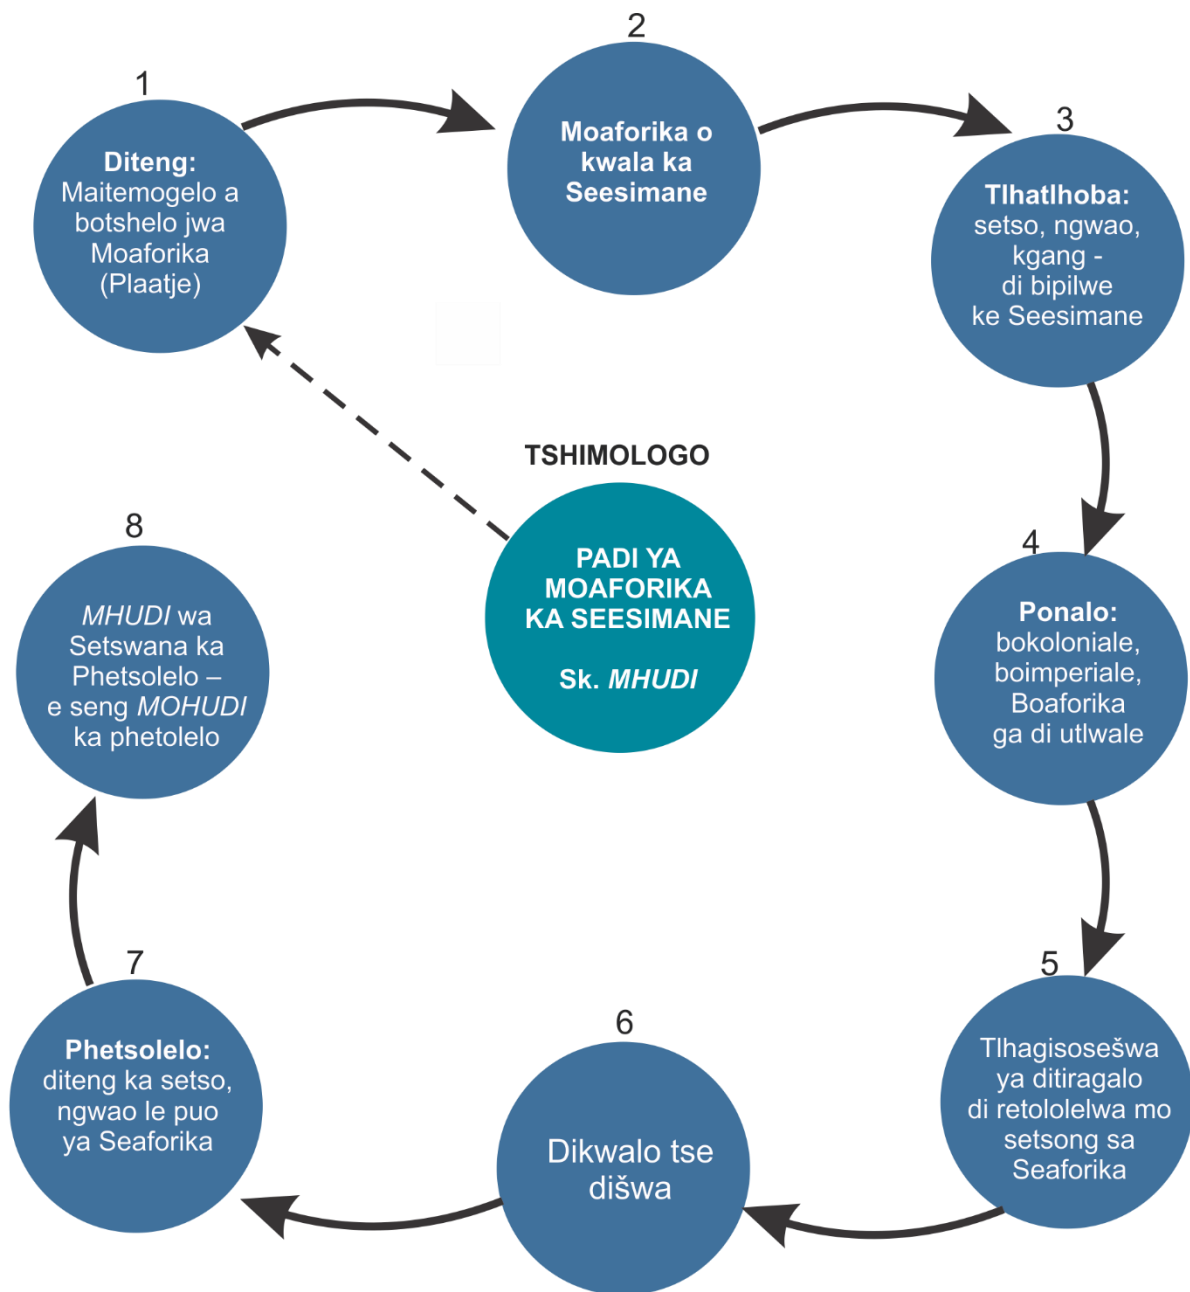 1
Diteng:
Maitemogelo a
botshelo jwa
Moaforika
(Plaatje)
2
Moaforika o
kwala ka
Seesimane
3
Tlhatlhoba:
setso, ngwao,
kgang -
di bipilwe
ke Seesimane
TSHIMOLOGO
PADI YA
MOAFORIKA
KA SEESIMANE
Sk. MHUDI
4
Ponalo:
bokoloniale,
boimperiale,
Boaforika
ga di utlwale
5
Tlhagisosešwa
ya ditiragalo
di retololelwa mo
setsong sa
Seaforika
6
Dikwalo tse
dišwa
7
Phetsolelo:
diteng ka setso,
ngwao le puo
ya Seaforika
8
MHUDI wa
Setswana ka
Phetsolelo –
e seng MOHUDI
ka phetolelo